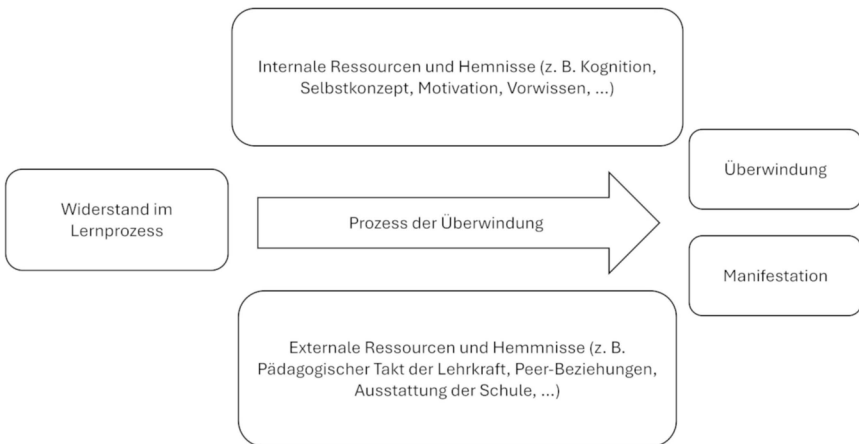 Internale Ressourcen und Hemnisse (z. B. Kognition,
Selbstkonzept, Motivation, Vorwissen, ...)
Widerstand im
Lernprozess
Prozess der Überwindung
Überwindung
Manifestation
Externale Ressourcen und Hemmnisse (z. B.
Pädagogischer Takt der Lehrkraft, Peer-Beziehungen,
Ausstattung der Schule, ...)